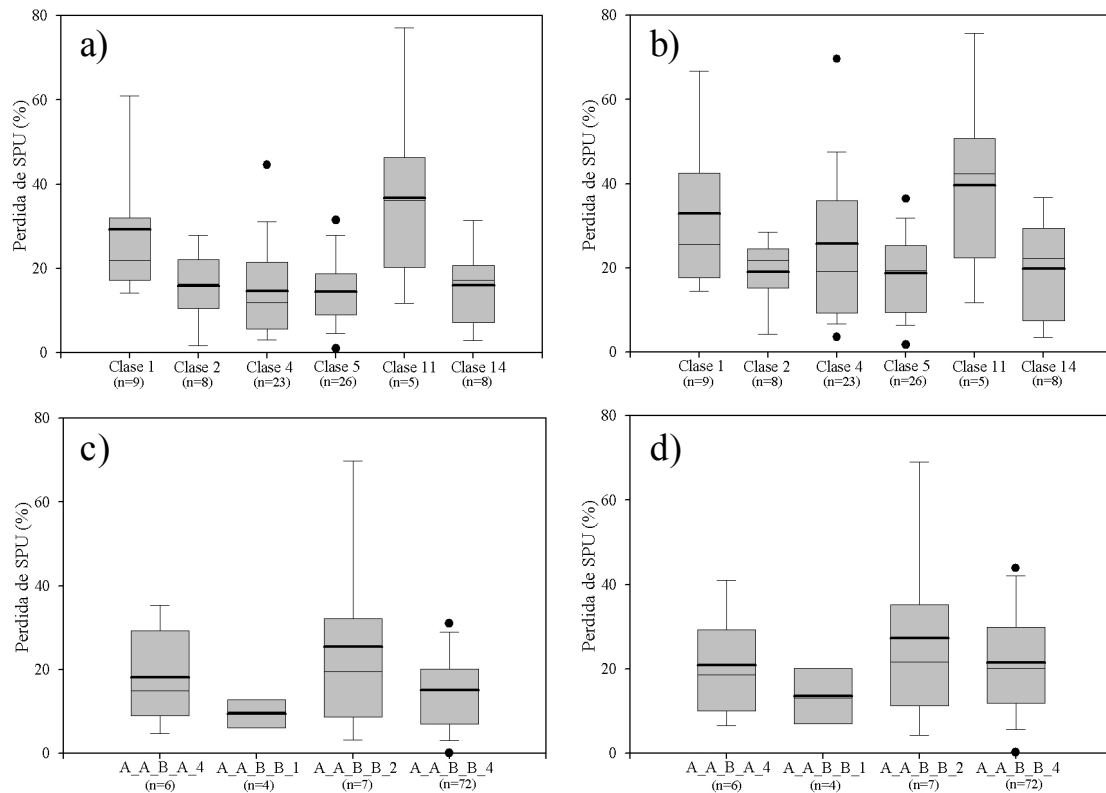 a)
80
60
40
20
0
Perdida de SPU (%)
Clase 1 Clase 2 Clase 4 Clase 5 Clase 11 Clase 14
(n=9) (n=8) (n=23) (n=26) (n=5) (n=8)
b)
80
60
40
20
0
Perdida de SPU (%)
Clase 1 Clase 2 Clase 4 Clase 5 Clase 11 Clase 14
(n=9) (n=8) (n=23) (n=26) (n=5) (n=8)
c)
80
60
40
20
0
Perdida de SPU (%)
A_A_B_A_4 A_A_B_B_1 A_A_B_B_2 A_A_B_B_4
(n=6) (n=4) (n=7) (n=72)
d)
80
60
40
20
0
Perdida de SPU (%)
A_A_B_A_4 A_A_B_B_1 A_A_B_B_2 A_A_B_B_4
(n=6) (n=4) (n=7) (n=72)